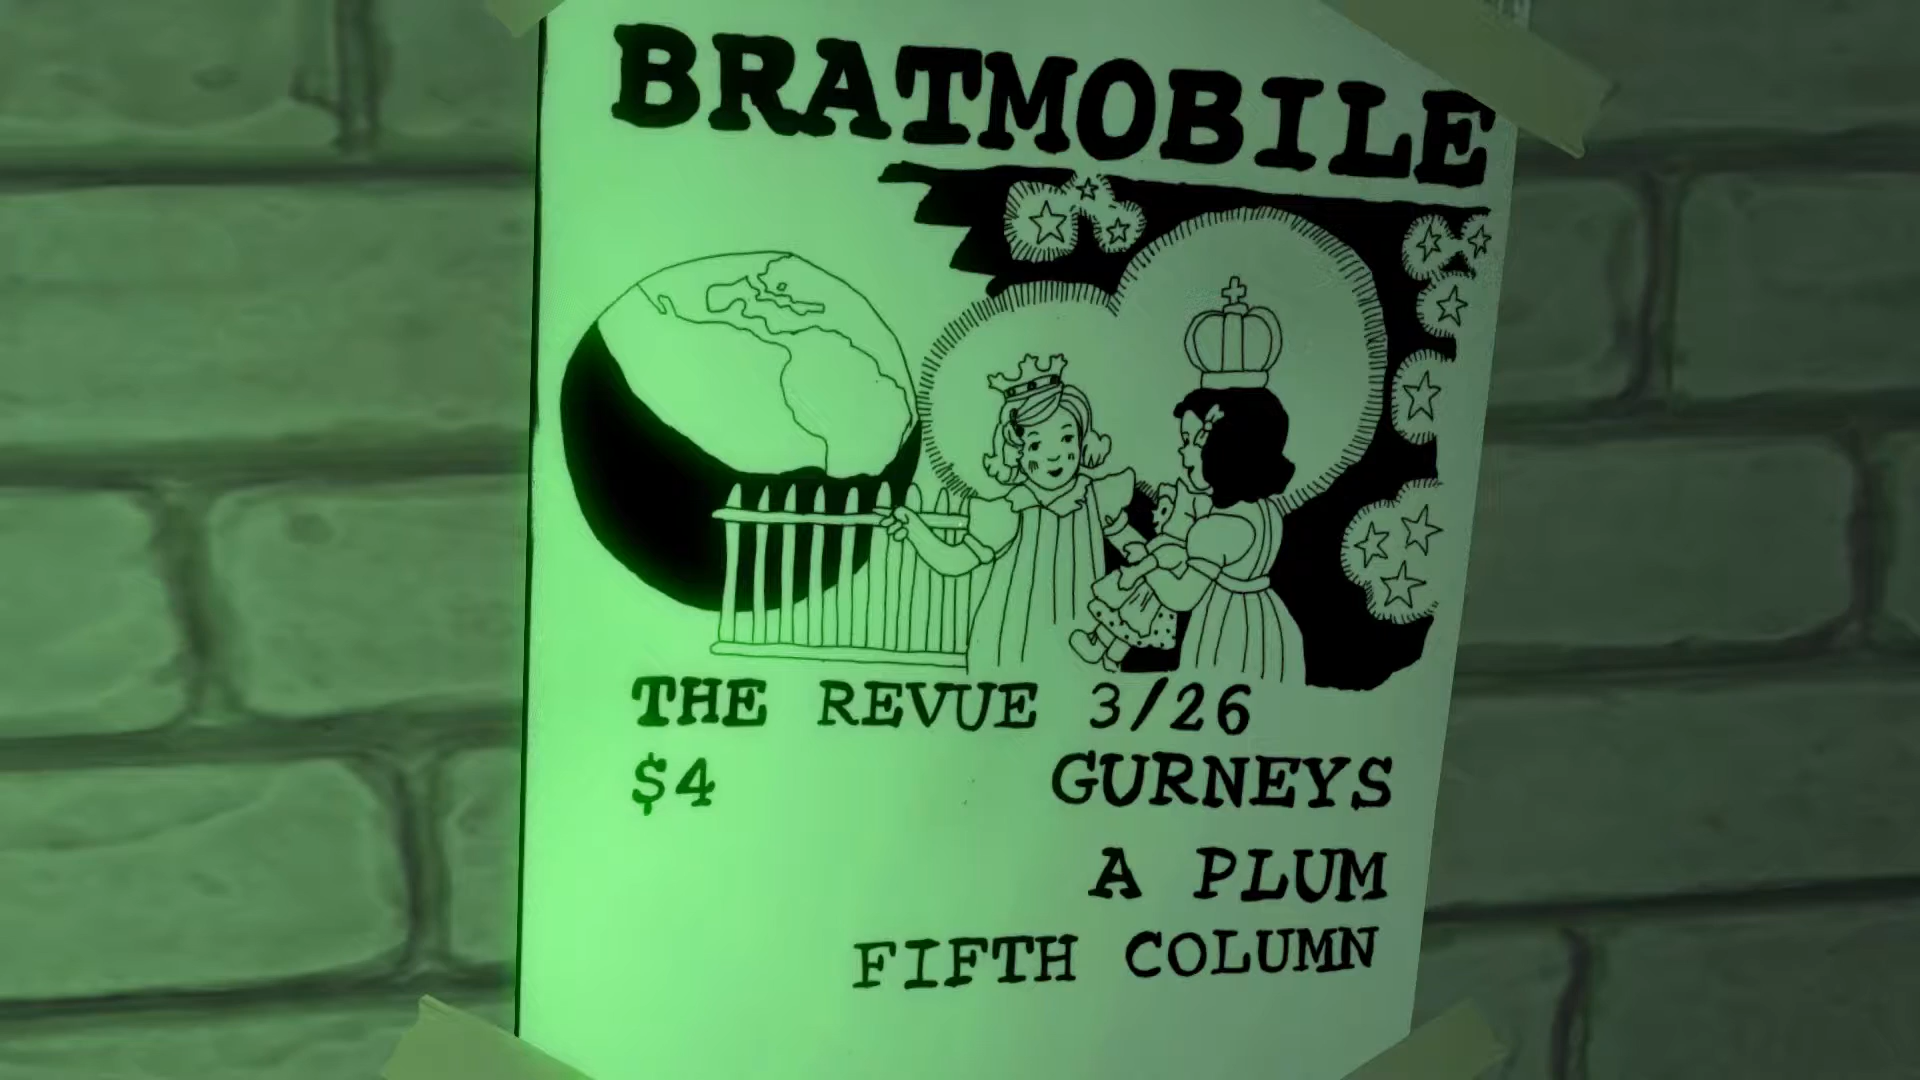 BRATMOBILE
THE REVUE 3/26
$4 GURNEYS
A PLUM
FIFTH COLUMN